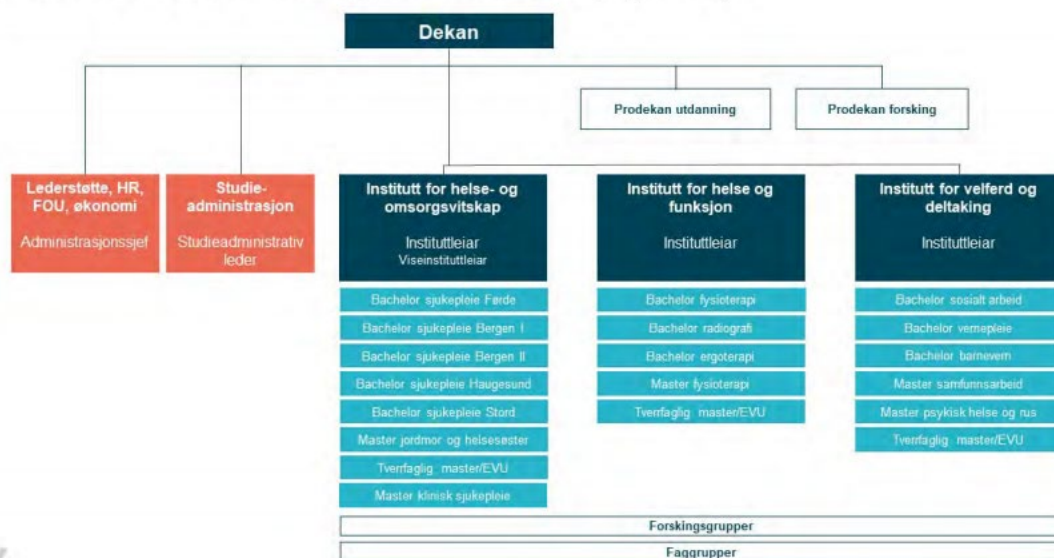 Dekan
Prodekan utdanning
Prodekan forsking
Lederstøtte, HR,
FOU, økonomi
Administrasjonssjef
Studie-
administrasjon
Studieadministrativ
leder
Institutt for helse- og
omsorgsvitskap
Instituttleiar
Viseinstituttleiar
Bachelor sjukepleie Førde
Bachelor sjukepleie Bergen I
Bachelor sjukepleie Bergen II
Bachelor sjukepleie Haugesund
Bachelor sjukepleie Stord
Master jordmor og helsesøster
Tverrfaglig master/EVU
Master klinisk sjukepleie
Institutt for helse og
funksjon
Instituttleiar
Bachelor fysioterapi
Bachelor radiografi
Bachelor ergoterapi
Master fysioterapi
Tverrfaglig master/EVU
Institutt for velferd og
deltaking
Instituttleiar
Bachelor sosialt arbeid
Bachelor vernepleie
Bachelor barnevern
Master samfunnsarbeid
Master psykisk helse og rus
Tverrfaglig master/EVU
Forskingsgrupper
Faggrupper